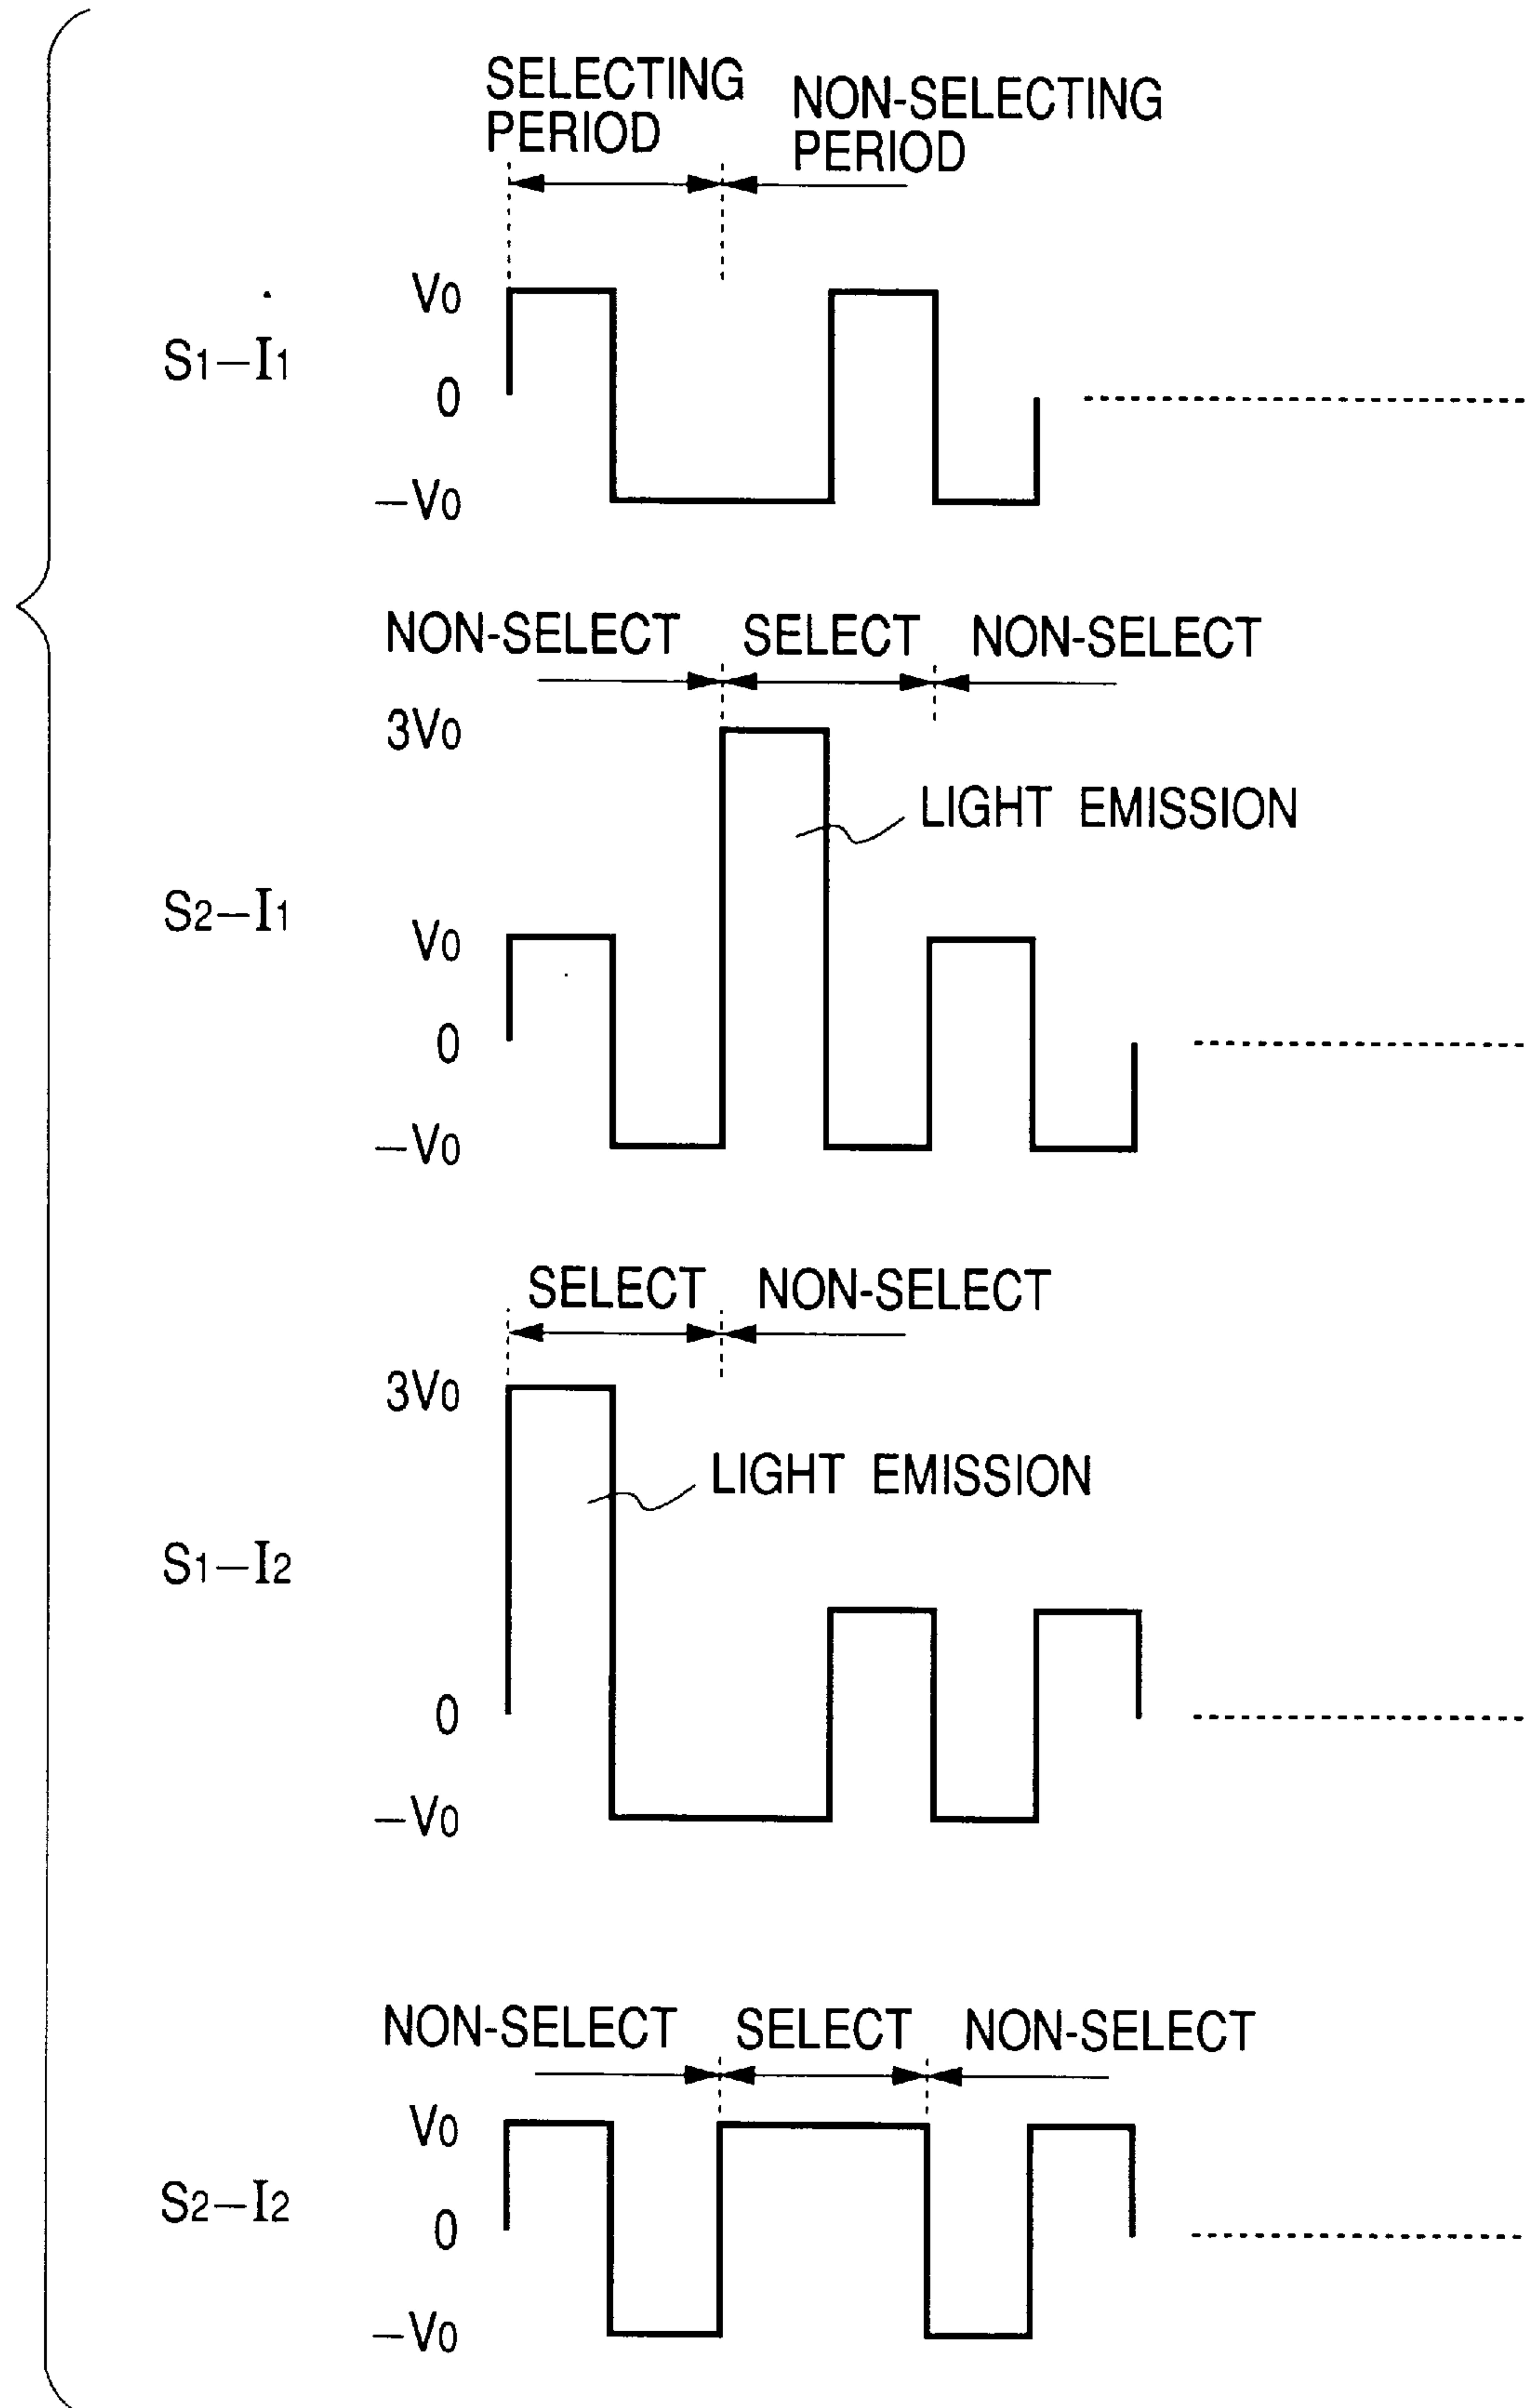 SELECTING
PERIOD
NON-SELECTING
PERIOD
V0
S1–I1
0
–V0
NON-SELECT SELECT NON-SELECT
3V0
LIGHT EMISSION
S2–I1
V0
0
–V0
SELECT NON-SELECT
3V0
LIGHT EMISSION
S1–I2
0
–V0
NON-SELECT SELECT NON-SELECT
V0
S2–I2
0
–V0